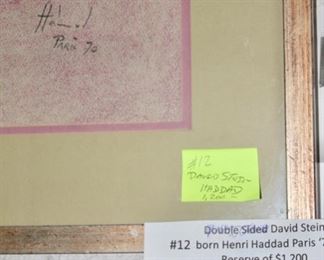 Paris 70
#12
DAVID STEIN-
HADDAD
1,200-
Double Sided David Stein
#12 born Henri Haddad Paris '7
Reserve of $1,200